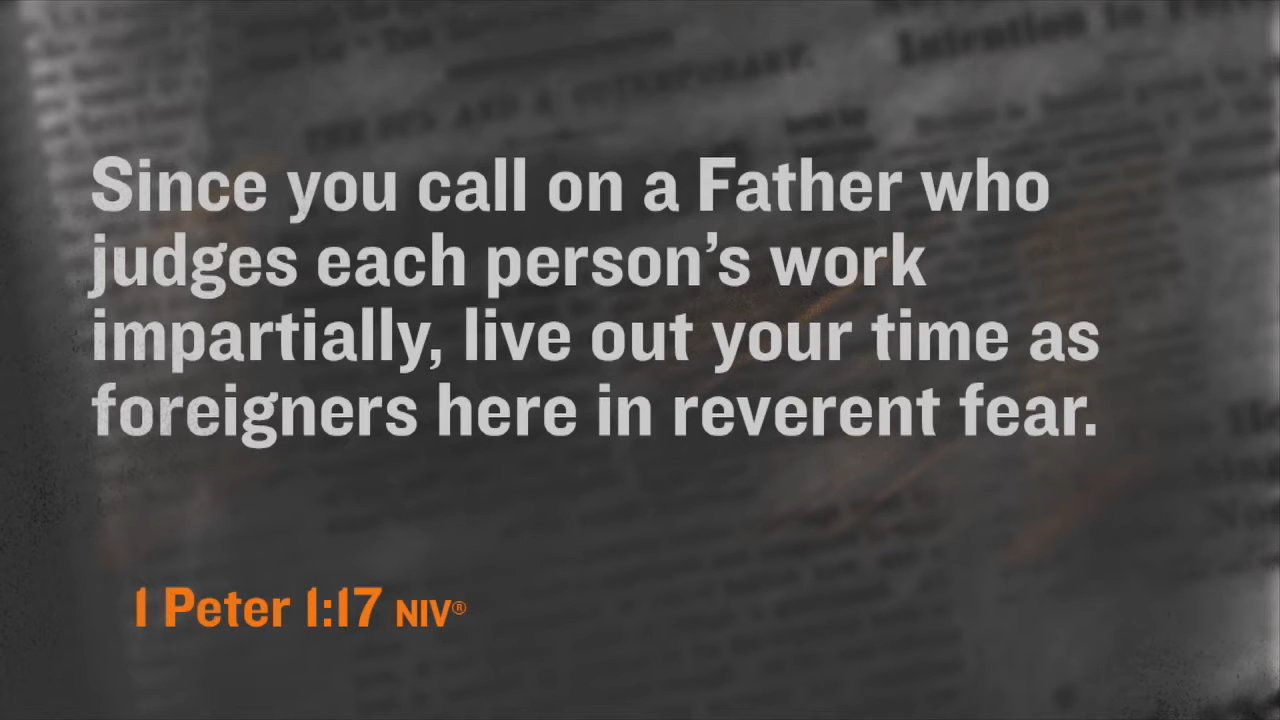 Since you call on a Father who
judges each person’s work
impartially, live out your time as
foreigners here in reverent fear.
1 Peter 1:17 NIV®